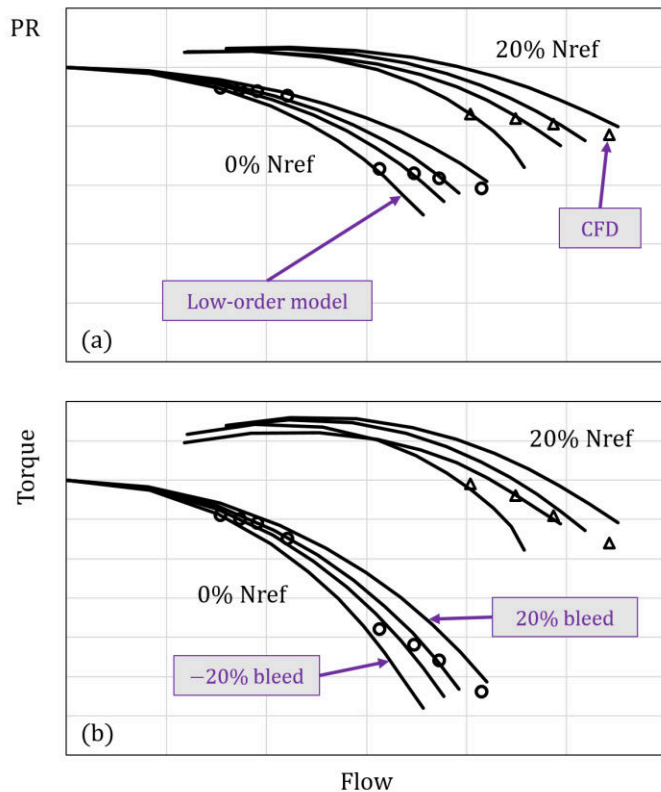 PR
20% Nref
0% Nref
CFD
Low-order model
(a)
Torque
20% Nref
0% Nref
20% bleed
−20% bleed
(b)
Flow